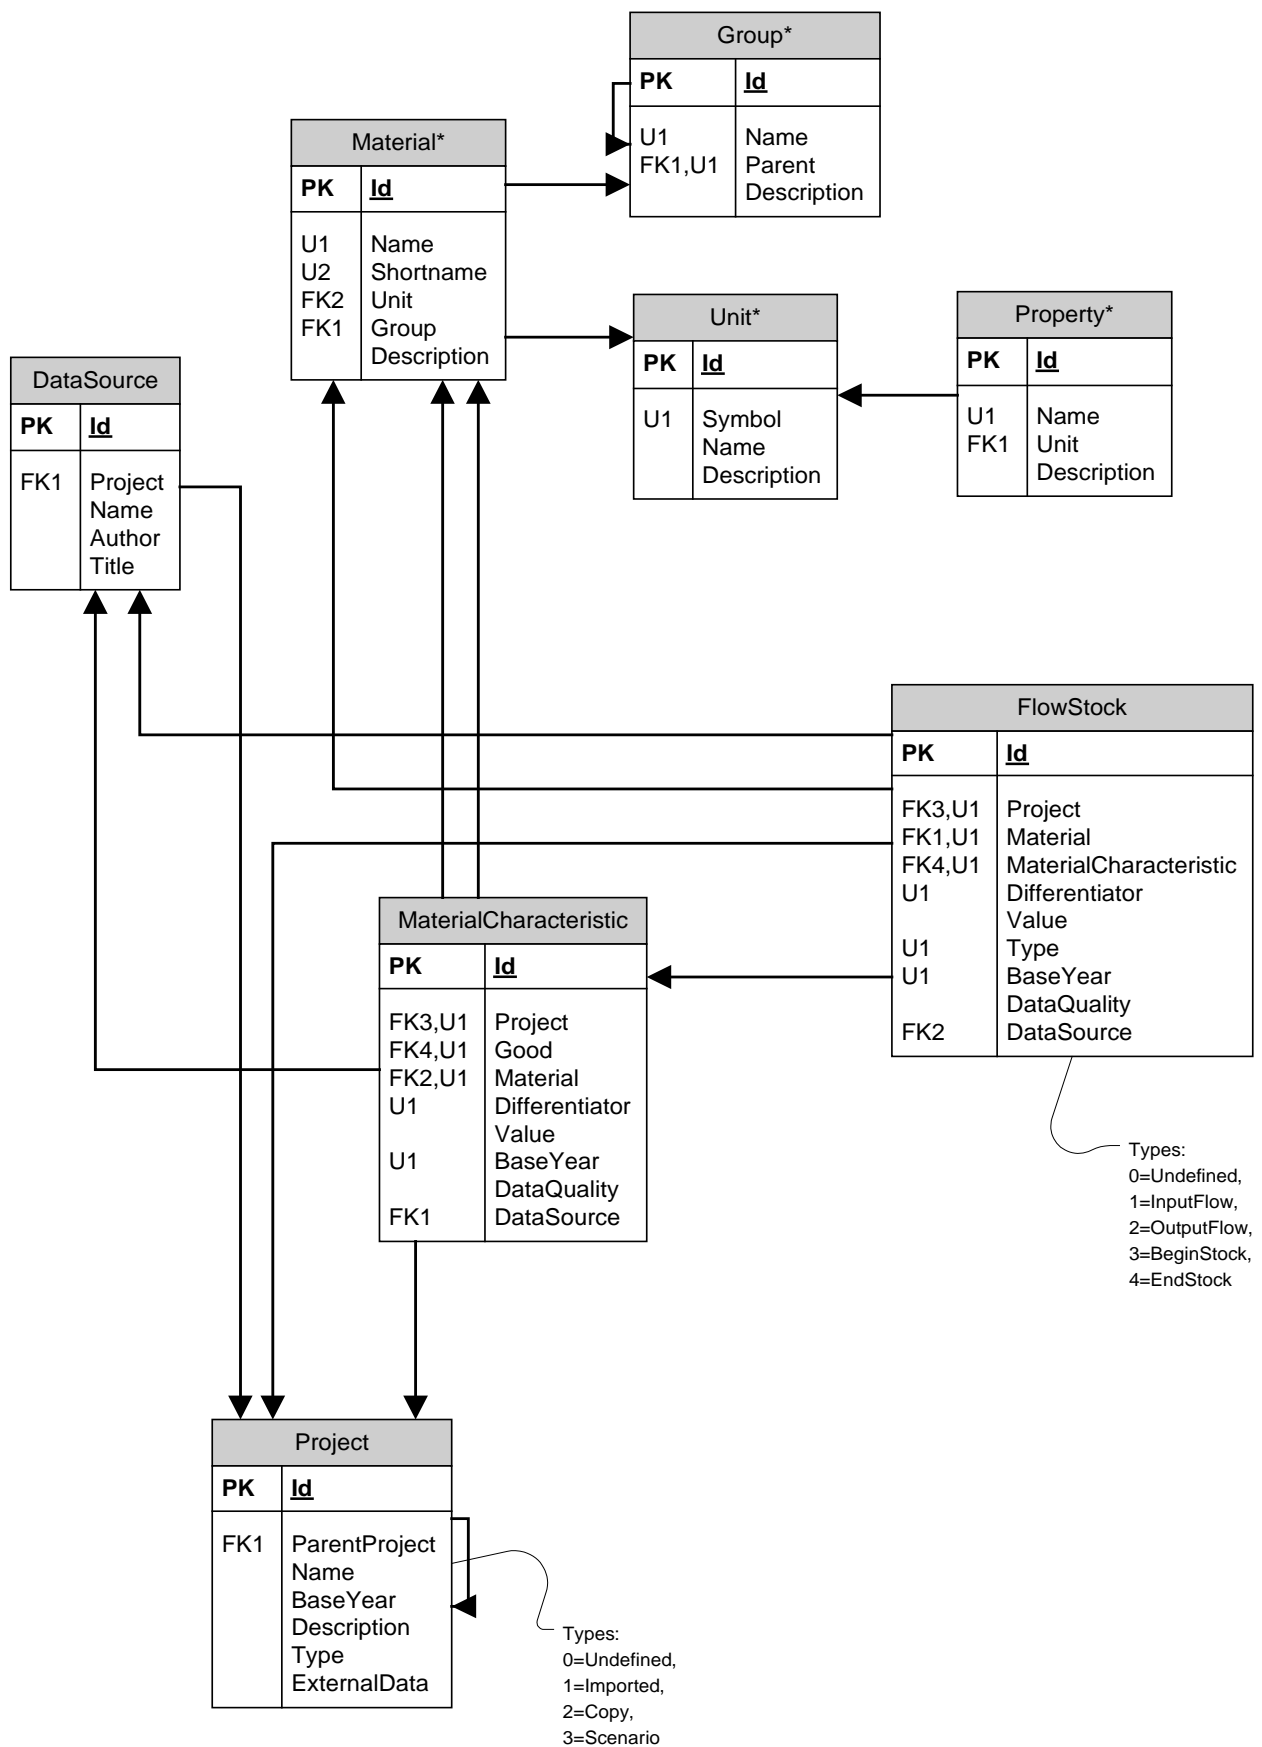 Group*
PK Id
U1 Name
FK1,U1 Parent
Description
Material*
PK Id
U1 Name
U2 Shortname
FK2 Unit
FK1 Group
Description
Unit*
PK Id
U1 Symbol
Name
Description
Property*
PK Id
U1 Name
FK1 Unit
Description
DataSource
PK Id
FK1 Project
Name
Author
Title
FlowStock
PK Id
FK3,U1 Project
FK1,U1 Material
FK4,U1 MaterialCharacteristic
U1 Differentiator
Value
U1 Type
U1 BaseYear
DataQuality
FK2 DataSource
MaterialCharacteristic
PK Id
FK3,U1 Project
FK4,U1 Good
FK2,U1 Material
U1 Differentiator
Value
U1 BaseYear
DataQuality
FK1 DataSource
Types:
0=Undefined,
1=InputFlow,
2=OutputFlow,
3=BeginStock,
4=EndStock
Project
PK Id
FK1 ParentProject
Name
BaseYear
Description
Type
ExternalData
Types:
0=Undefined,
1=Imported,
2=Copy,
3=Scenario